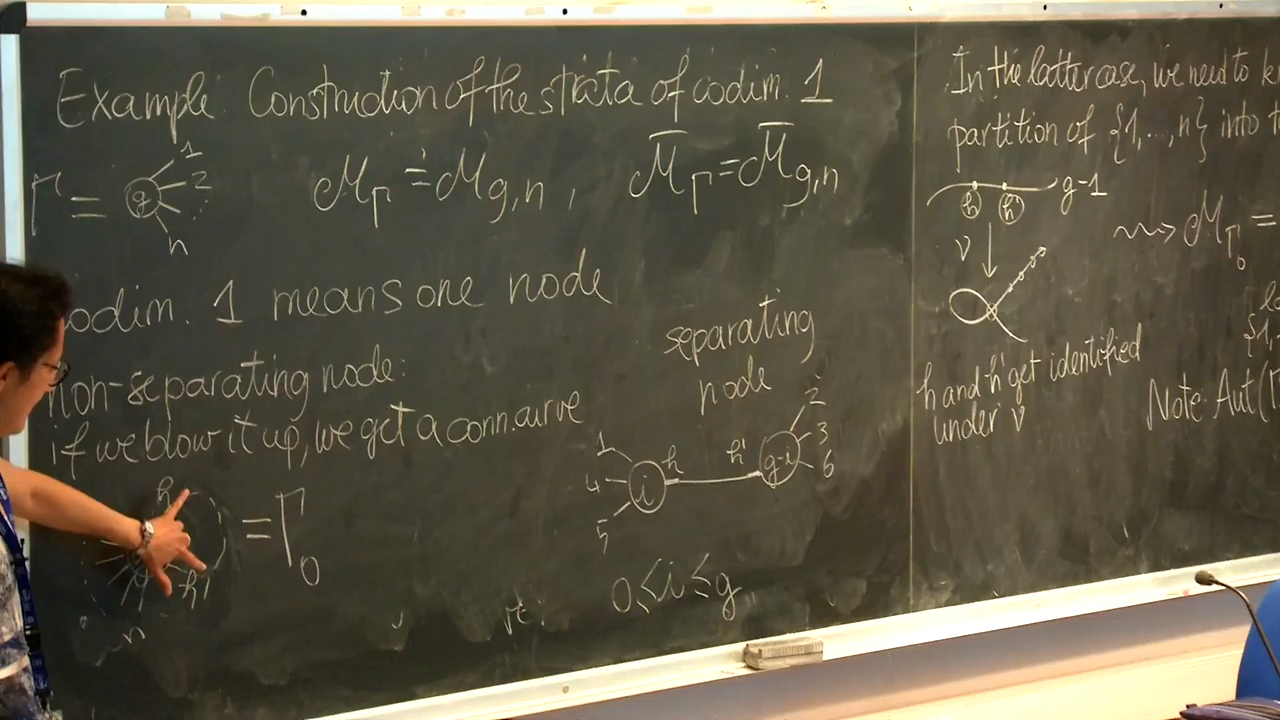 Example: Construction of the strata of codim. 1
Γ = g 1 2 n
M_Γ = M_{g,n} , M̅_Γ = M̅_{g,n}
codim. 1 means one node
non-separating node:
if we blow it up, we get a conn. curve
h h' n = Γ_0
separating
node
1 4 5 i h h' g-i 2 3 6
0 ≤ i ≤ g
In the latter case, we need to
partition of {1,...,n} into
h h' g-1
ν
⇝ M_{Γ_0} =
h and h' get identified
under ν
Note: Aut(Γ